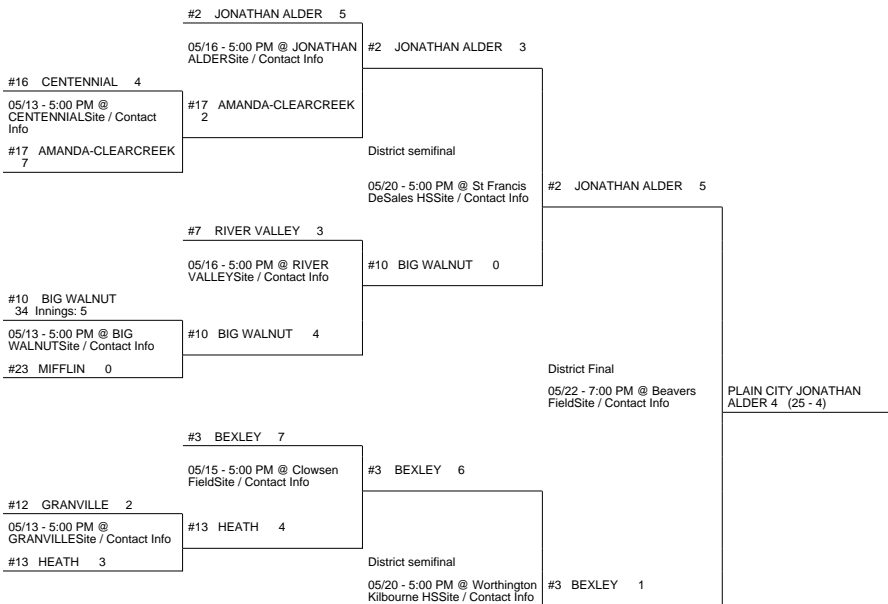 #2 JONATHAN ALDER 5
05/16 - 5:00 PM @ JONATHAN
ALDERSite / Contact Info
#2 JONATHAN ALDER 3
#16 CENTENNIAL 4
05/13 - 5:00 PM @
CENTENNIALSite / Contact
Info
#17 AMANDA-CLEARCREEK
2
#17 AMANDA-CLEARCREEK
7
District semifinal
05/20 - 5:00 PM @ St Francis
DeSales HSSite / Contact Info
#2 JONATHAN ALDER 5
#7 RIVER VALLEY 3
05/16 - 5:00 PM @ RIVER
VALLEYSite / Contact Info
#10 BIG WALNUT 0
#10 BIG WALNUT
34 Innings: 5
05/13 - 5:00 PM @ BIG
WALNUTSite / Contact Info
#10 BIG WALNUT 4
#23 MIFFLIN 0
District Final
05/22 - 7:00 PM @ Beavers
FieldSite / Contact Info
PLAIN CITY JONATHAN
ALDER 4 (25 - 4)
#3 BEXLEY 7
05/15 - 5:00 PM @ Clowsen
FieldSite / Contact Info
#3 BEXLEY 6
#12 GRANVILLE 2
05/13 - 5:00 PM @
GRANVILLESite / Contact Info
#13 HEATH 4
#13 HEATH 3
District semifinal
05/20 - 5:00 PM @ Worthington
Kilbourne HSSite / Contact Info
#3 BEXLEY 1